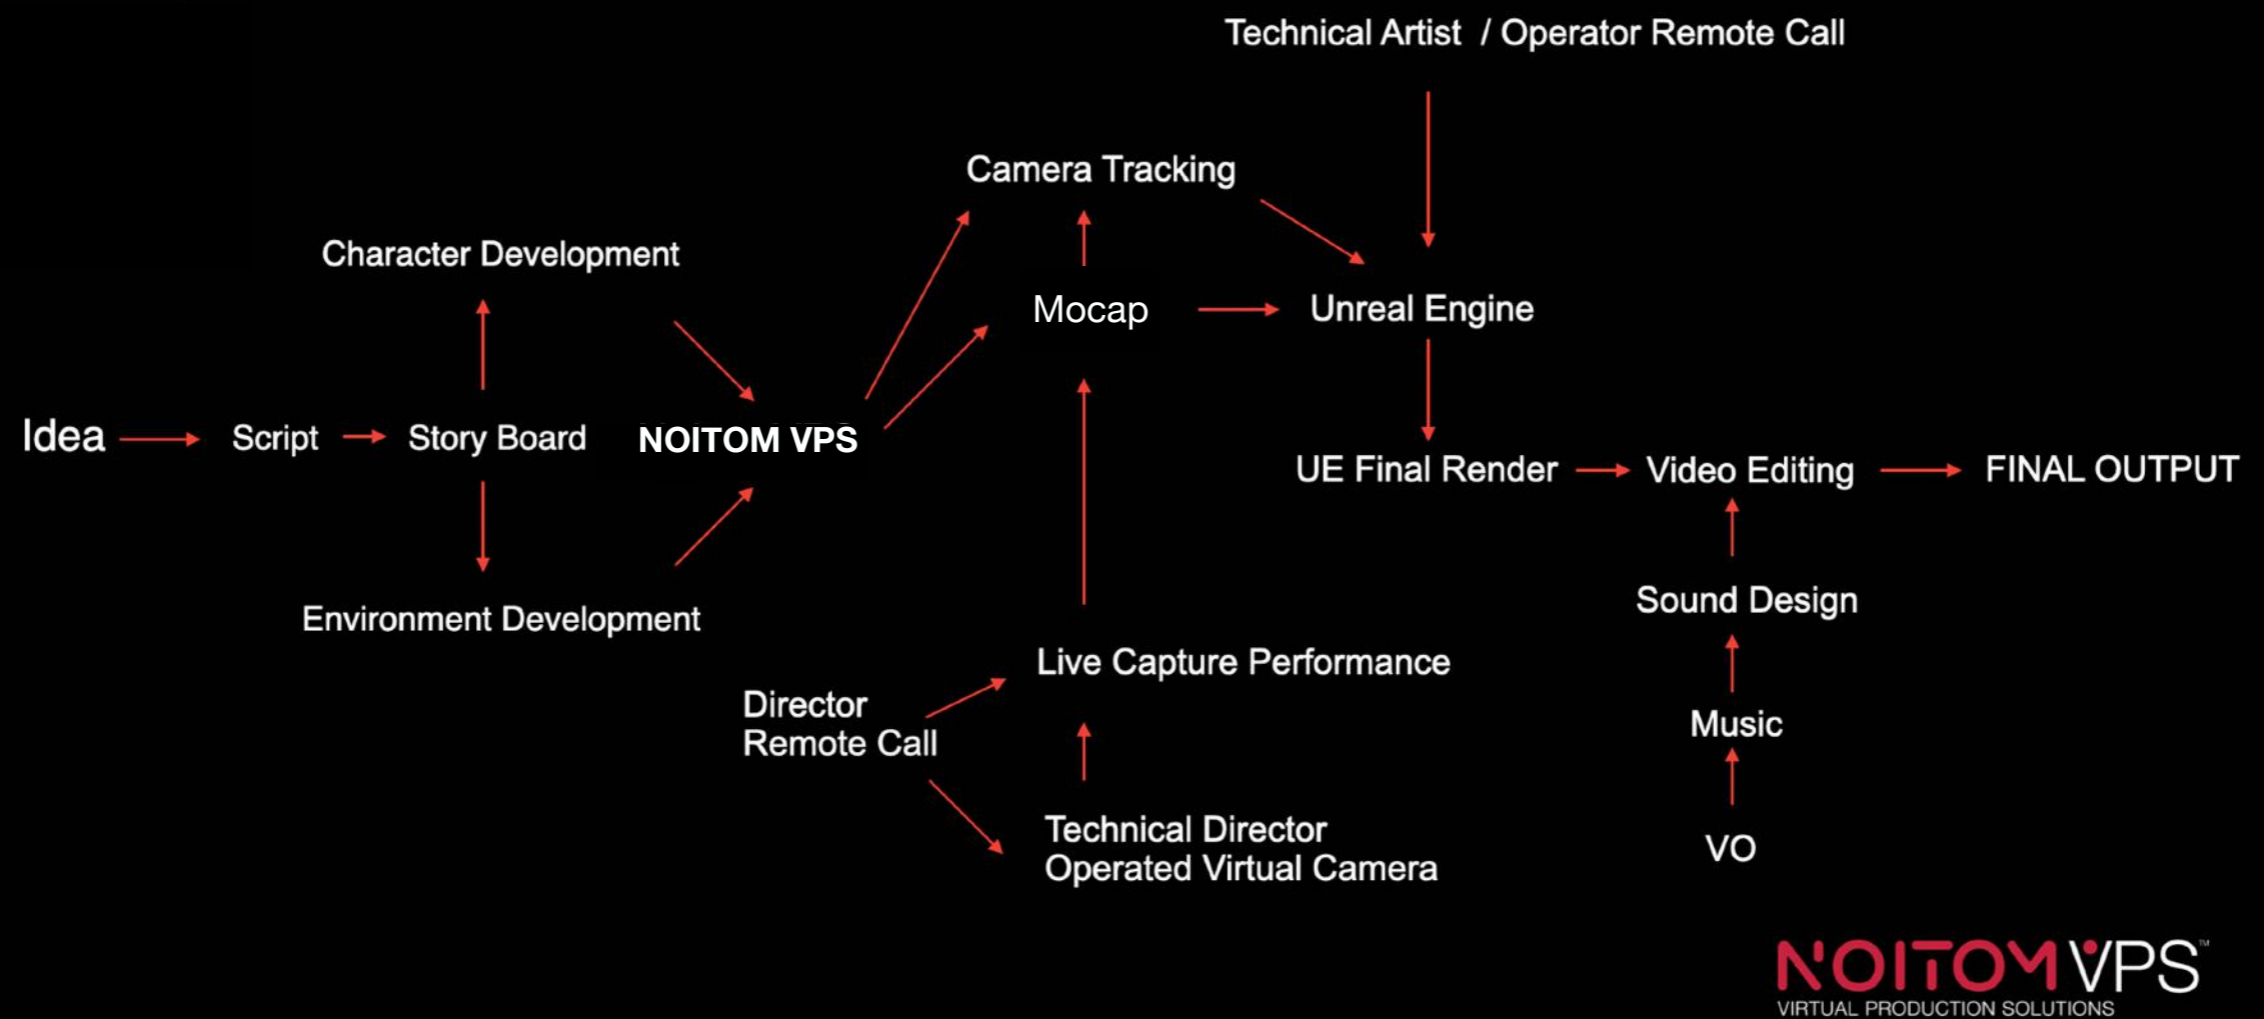 Technical Artist / Operator Remote Call
Camera Tracking
Character Development
Mocap
Unreal Engine
Idea
Script
Story Board
NOITOM VPS
UE Final Render
Video Editing
FINAL OUTPUT
Environment Development
Sound Design
Live Capture Performance
Director
Remote Call
Music
Technical Director
Operated Virtual Camera
VO
NOITOM VPS™
VIRTUAL PRODUCTION SOLUTIONS